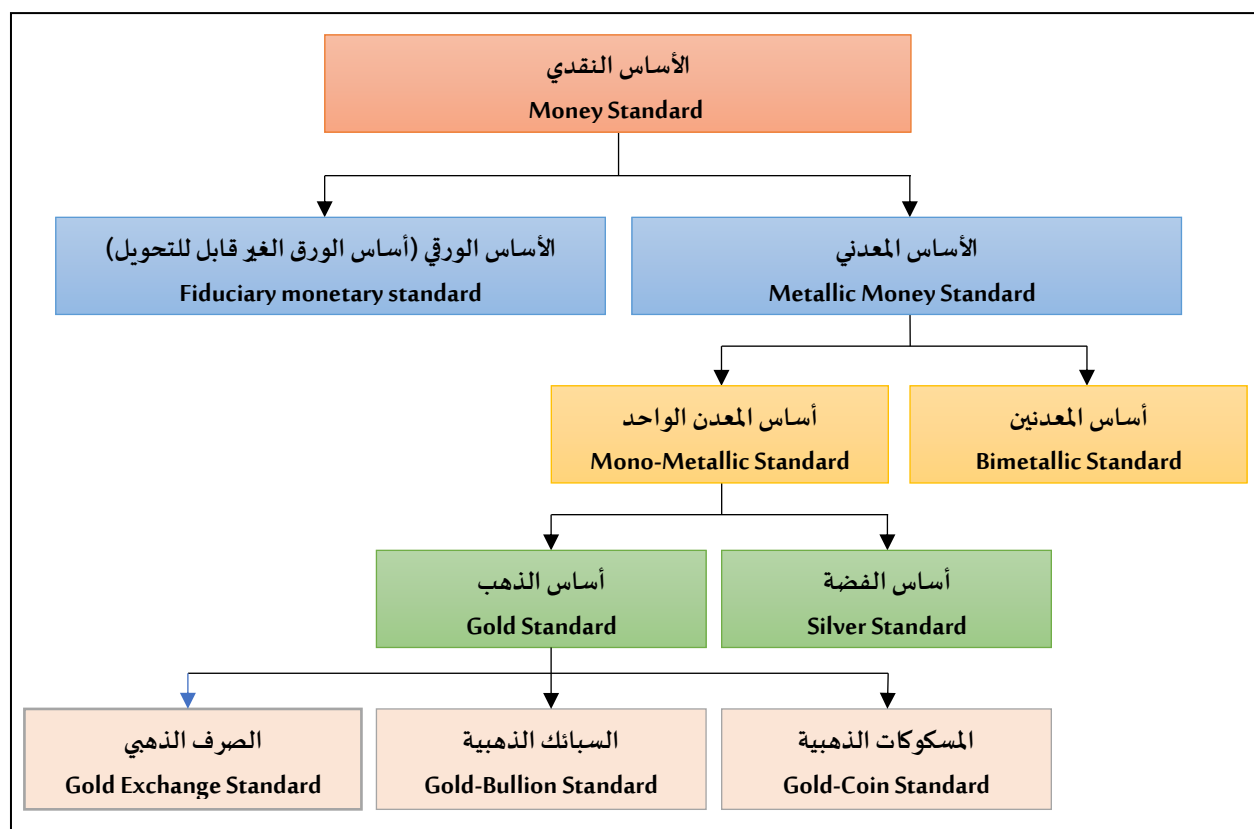 الأساس النقدي
Money Standard
الأساس المعدني
Metallic Money Standard
الأساس الورقي (أساس الورق الغير قابل للتحويل)
Fiduciary monetary standard
أساس المعدنين
Bimetallic Standard
أساس المعدن الواحد
Mono-Metallic Standard
أساس الفضة
Silver Standard
أساس الذهب
Gold Standard
المسكوكات الذهبية
Gold-Coin Standard
السبائك الذهبية
Gold-Bullion Standard
الصرف الذهبي
Gold Exchange Standard